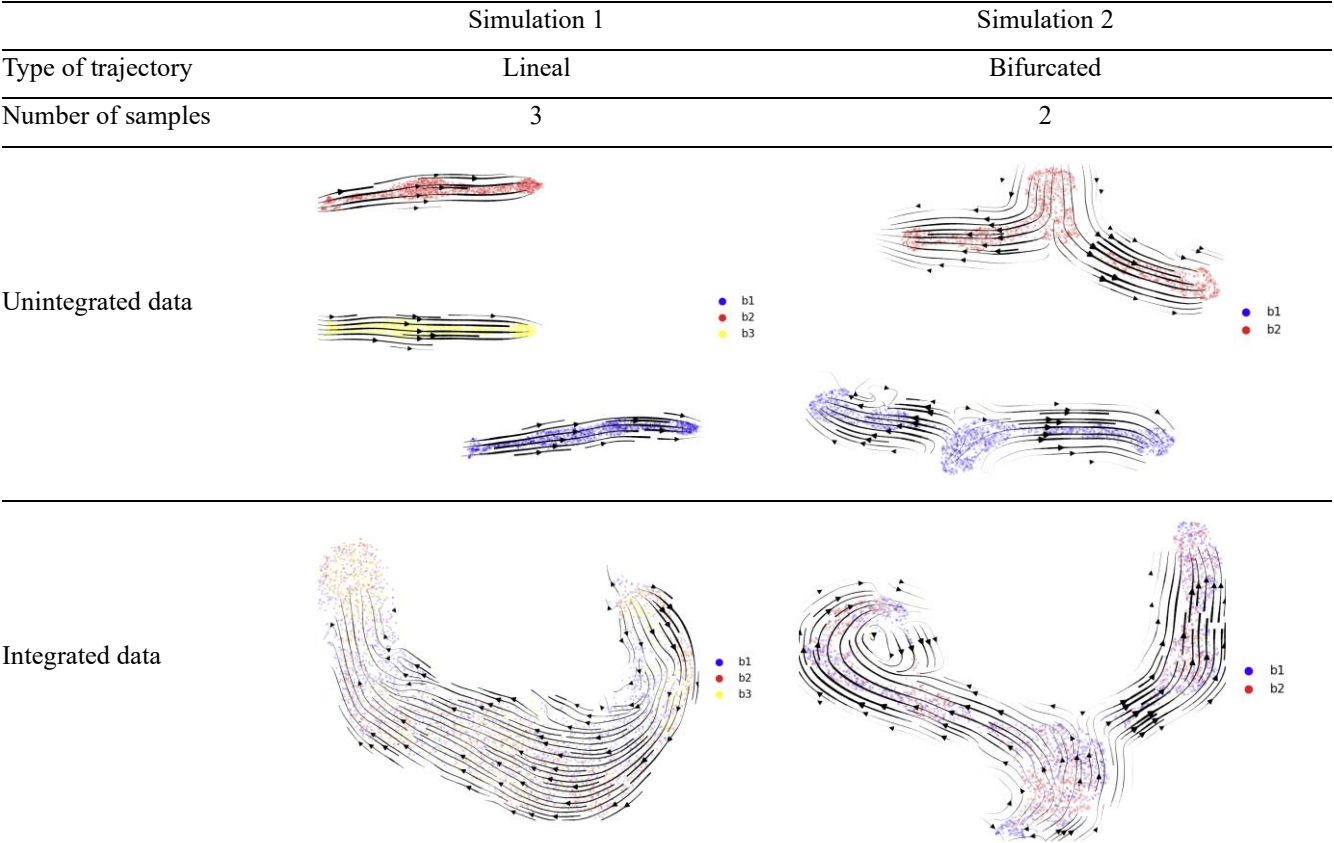 Simulation 1 Simulation 2
Type of trajectory Lineal Bifurcated
Number of samples 3 2
Unintegrated data
b1
b2
b3
b1
b2
Integrated data
b1
b2
b3
b1
b2